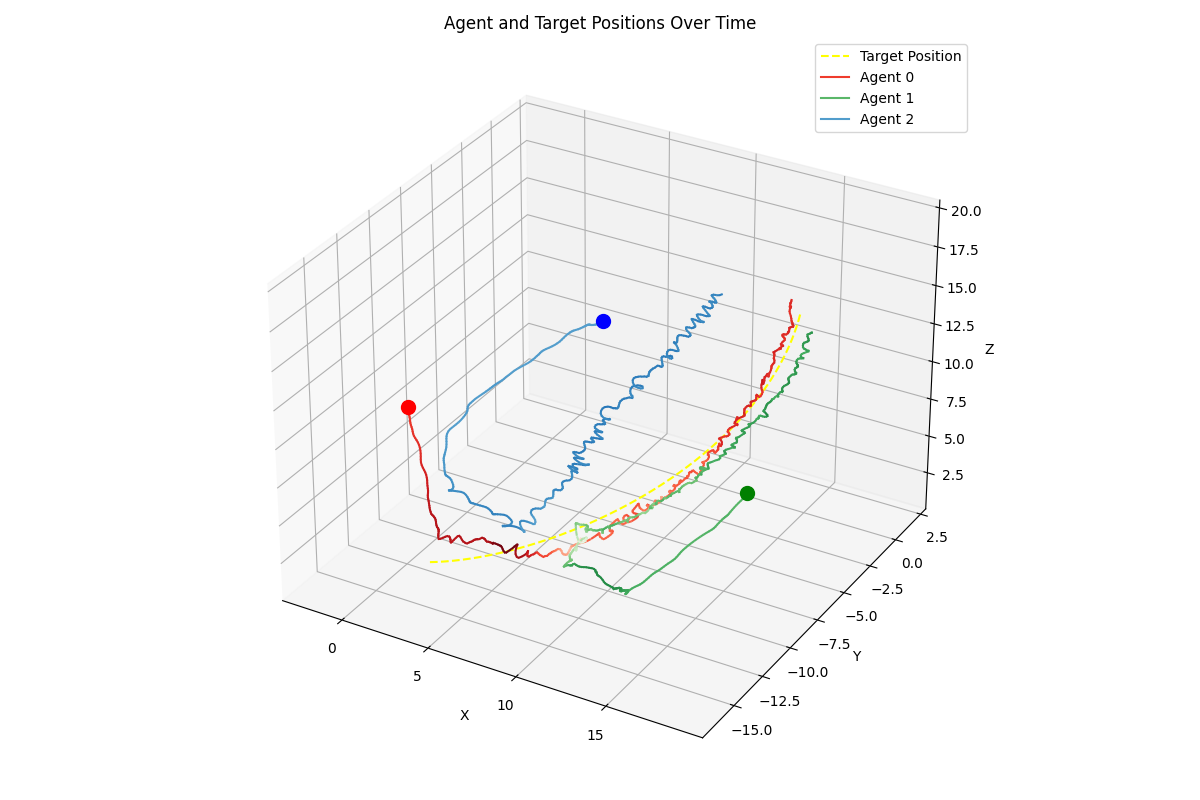 Agent and Target Positions Over Time
Target Position
Agent 0
Agent 1
Agent 2
20.0
17.5
15.0
12.5
10.0
7.5
5.0
2.5
Z
2.5
0.0
−2.5
−5.0
−7.5
−10.0
−12.5
−15.0
Y
0
5
10
15
X